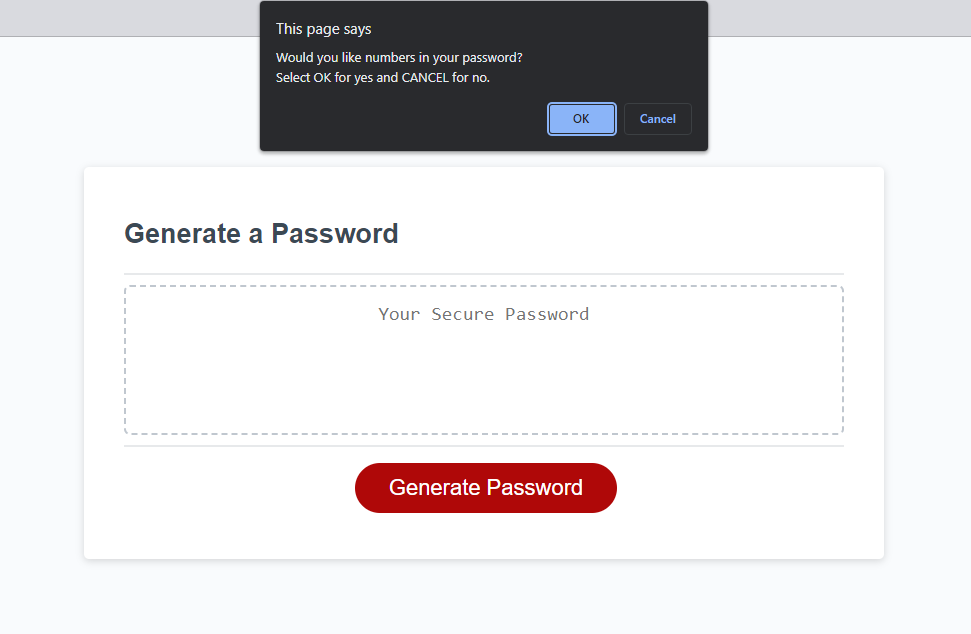 This page says
Would you like numbers in your password?
Select OK for yes and CANCEL for no.
OK
Cancel
Generate a Password
Your Secure Password
Generate Password